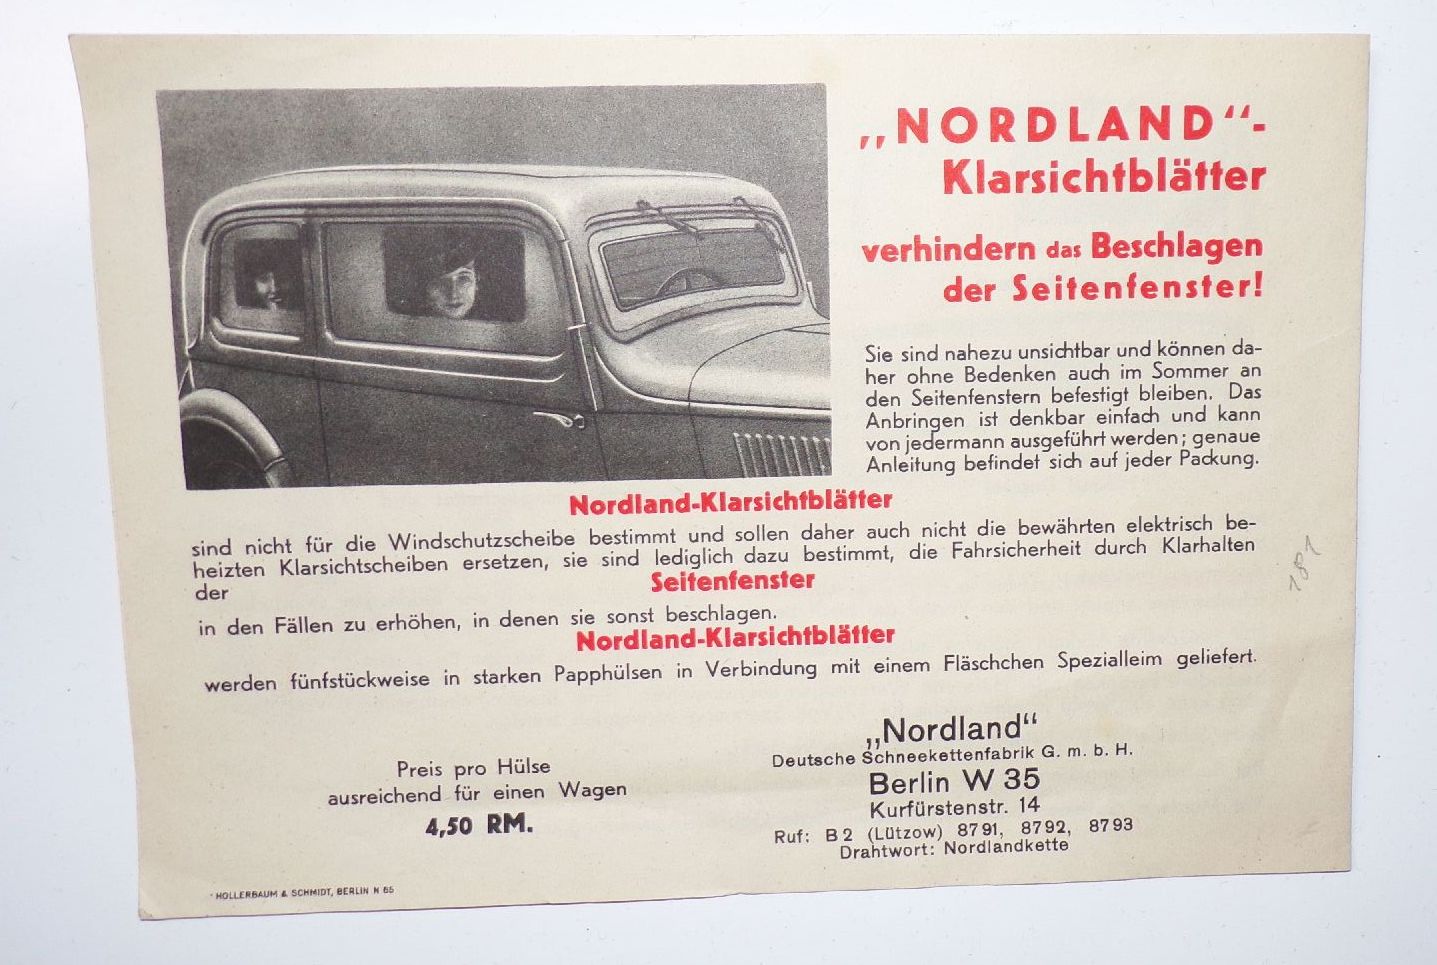 „NORDLAND“-
Klarsichtblätter
verhindern das Beschlagen
der Seitenfenster!
Sie sind nahezu unsichtbar und können da-
her ohne Bedenken auch im Sommer an
den Seitenfenstern befestigt bleiben. Das
Anbringen ist denkbar einfach und kann
von jedermann ausgeführt werden; genaue
Anleitung befindet sich auf jeder Packung.
Nordland-Klarsichtblätter
sind nicht für die Windschutzscheibe bestimmt und sollen daher auch nicht die bewährten elektrisch be-
heizten Klarsichtscheiben ersetzen, sie sind lediglich dazu bestimmt, die Fahrsicherheit durch Klarhalten
der
Seitenfenster
in den Fällen zu erhöhen, in denen sie sonst beschlagen.
Nordland-Klarsichtblätter
werden fünfstückweise in starken Papphülsen in Verbindung mit einem Fläschchen Spezialleim geliefert.
Preis pro Hülse
ausreichend für einen Wagen
4,50 RM.
„Nordland“
Deutsche Schneekettenfabrik G. m. b. H.
Berlin W 35
Kurfürstenstr. 14
Ruf: B 2 (Lützow) 8791, 8792, 8793
Drahtwort: Nordlandkette
HOLLERBAUM & SCHMIDT, BERLIN N 65
181